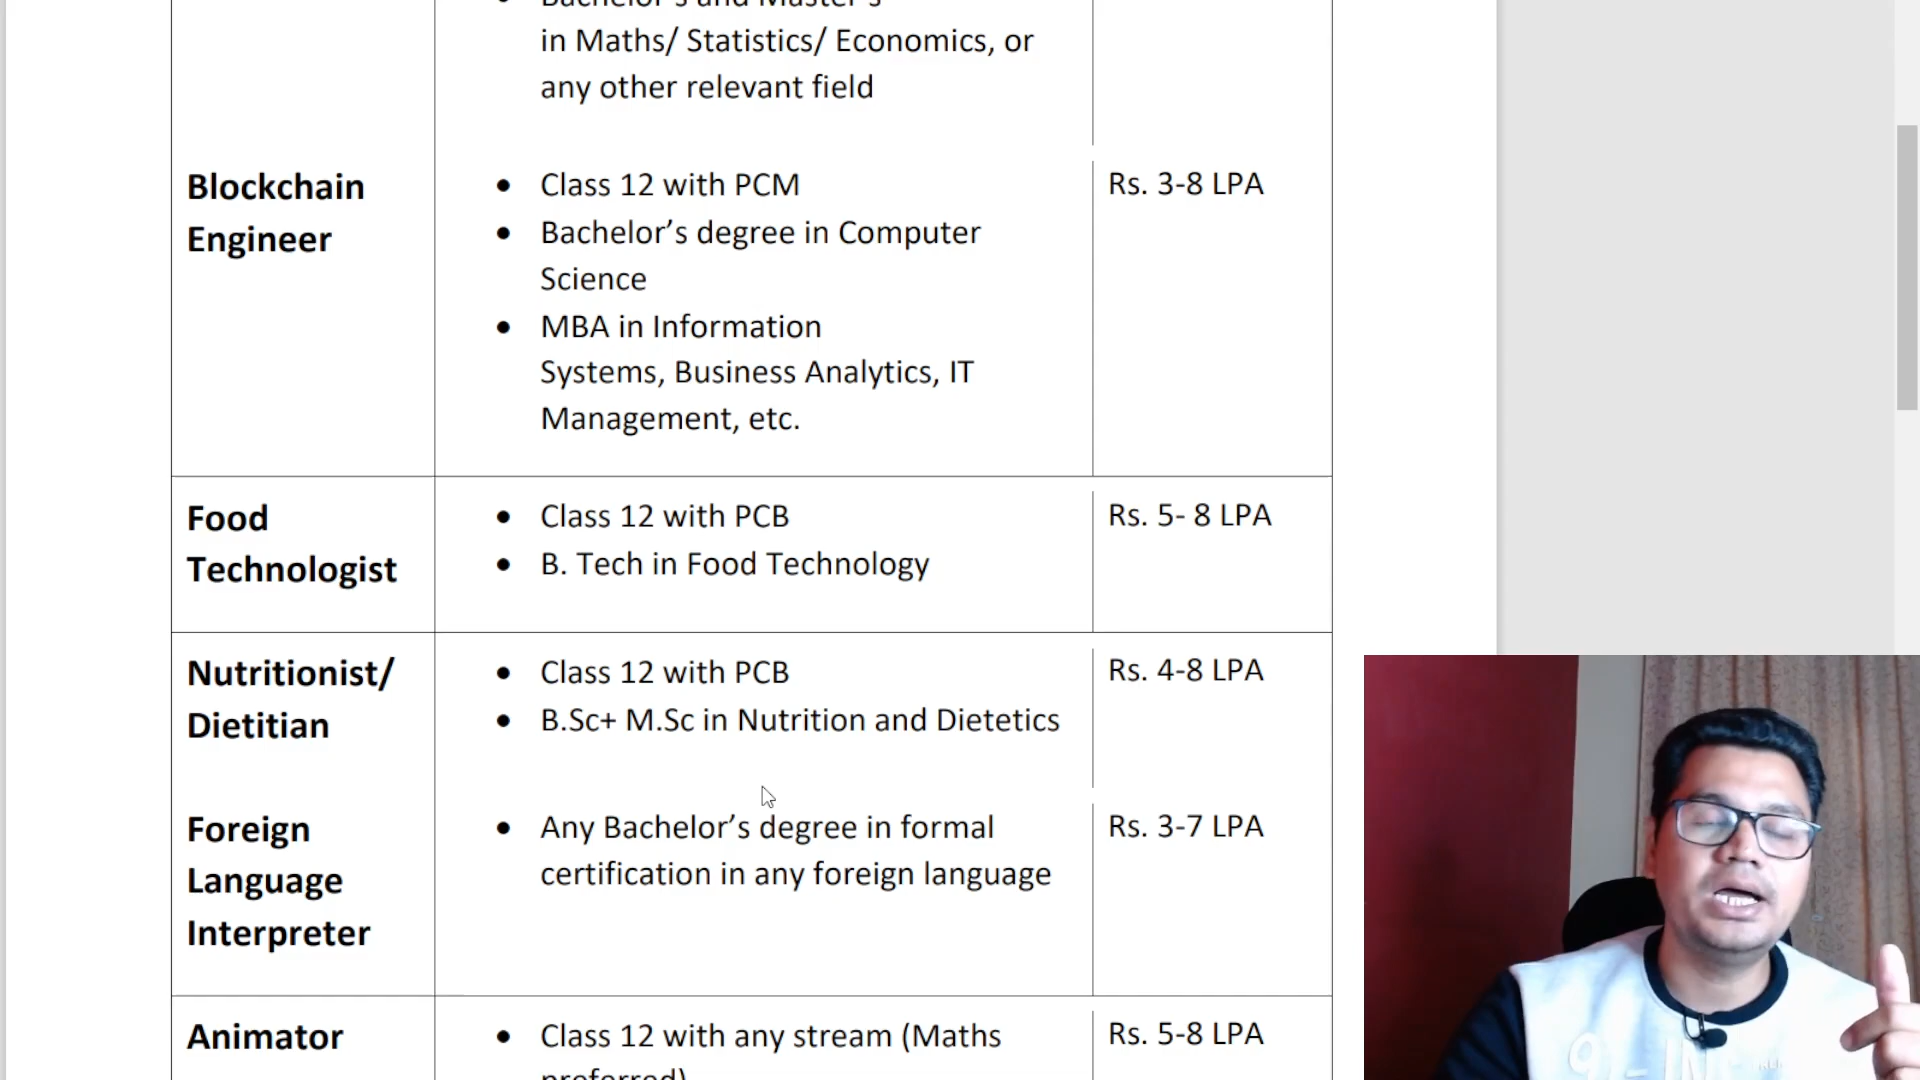 Bachelor's and Master's
in Maths/ Statistics/ Economics, or
any other relevant field
Blockchain
Engineer
• Class 12 with PCM
• Bachelor’s degree in Computer
Science
• MBA in Information
Systems, Business Analytics, IT
Management, etc.
Rs. 3-8 LPA
Food
Technologist
• Class 12 with PCB
• B. Tech in Food Technology
Rs. 5- 8 LPA
Nutritionist/
Dietitian
• Class 12 with PCB
• B.Sc+ M.Sc in Nutrition and Dietetics
Rs. 4-8 LPA
Foreign
Language
Interpreter
• Any Bachelor’s degree in formal
certification in any foreign language
Rs. 3-7 LPA
Animator
• Class 12 with any stream (Maths
preferred)
Rs. 5-8 LPA